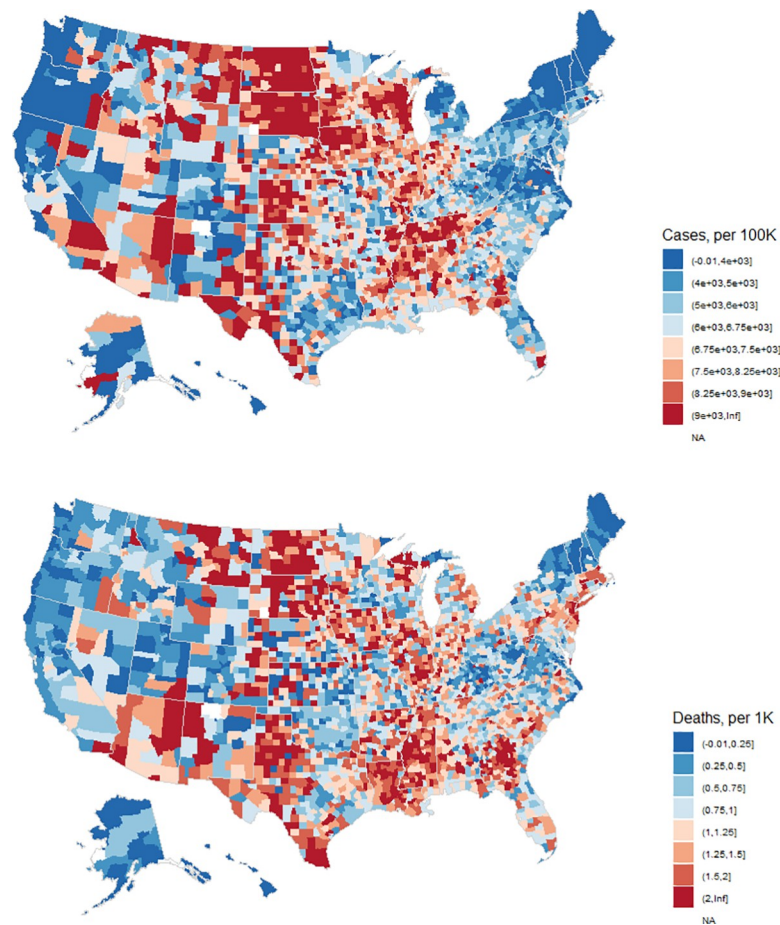 Cases, per 100K
(-0.01,4e+03]
(4e+03,5e+03]
(5e+03,6e+03]
(6e+03,6.75e+03]
(6.75e+03,7.5e+03]
(7.5e+03,8.25e+03]
(8.25e+03,9e+03]
(9e+03,Inf]
NA
Deaths, per 1K
(-0.01,0.25]
(0.25,0.5]
(0.5,0.75]
(0.75,1]
(1,1.25]
(1.25,1.5]
(1.5,2]
(2,Inf]
NA